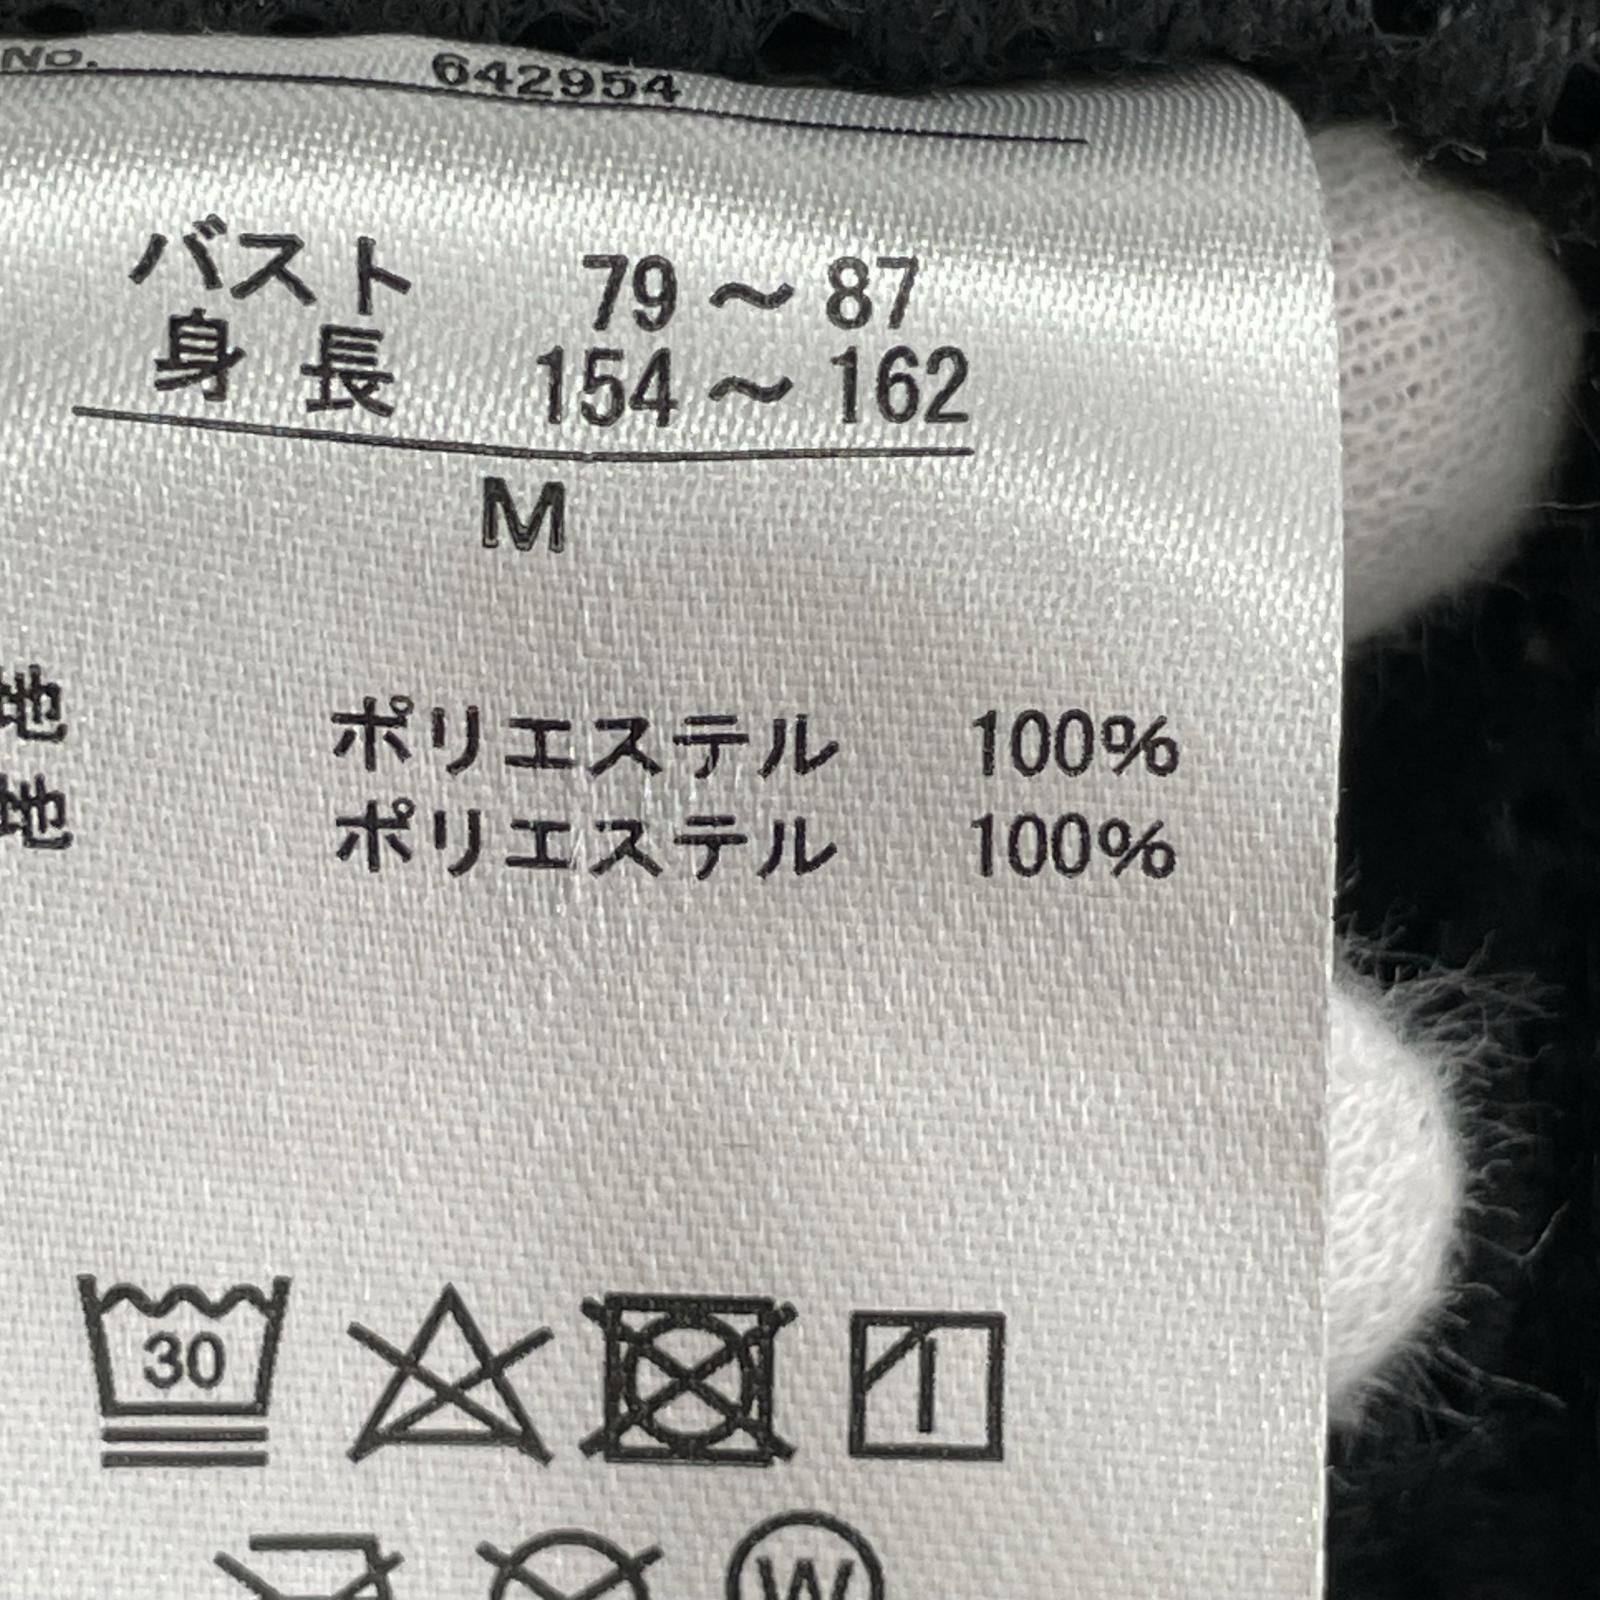 No. 642954
バスト 79～87
身長 154～162
M
地 ポリエステル 100%
地 ポリエステル 100%
30
W